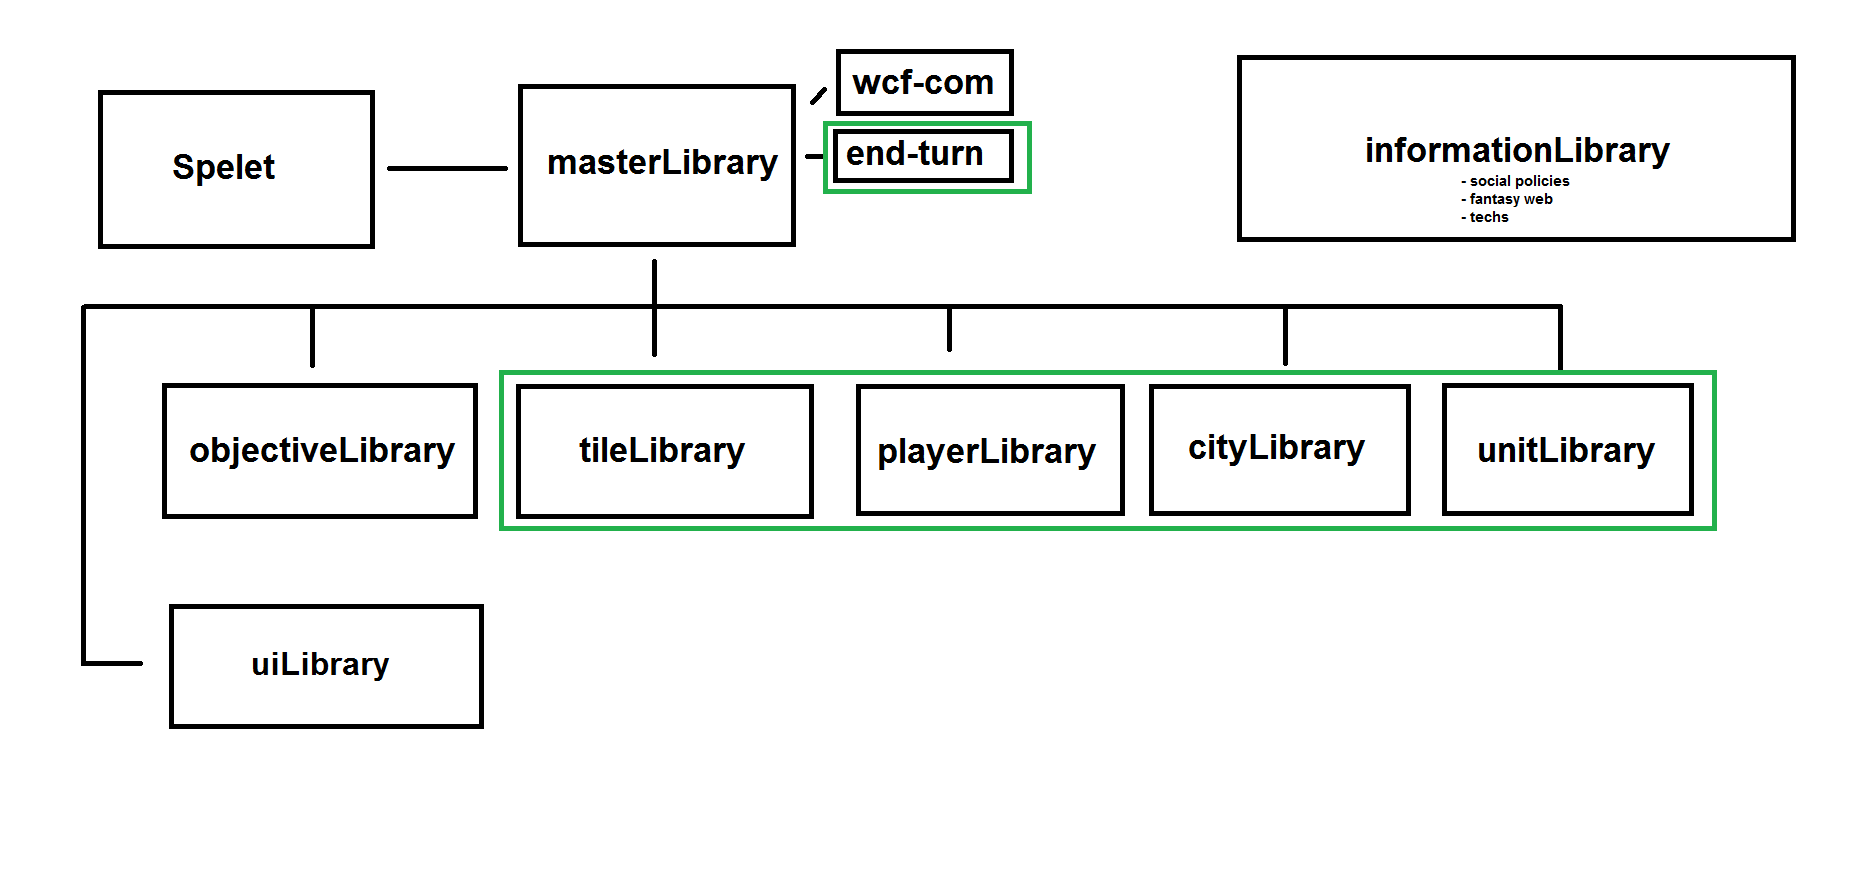 wcf-com
Spelet
masterLibrary
end-turn
informationLibrary
- social policies
- fantasy web
- techs
objectiveLibrary
tileLibrary
playerLibrary
cityLibrary
unitLibrary
uiLibrary